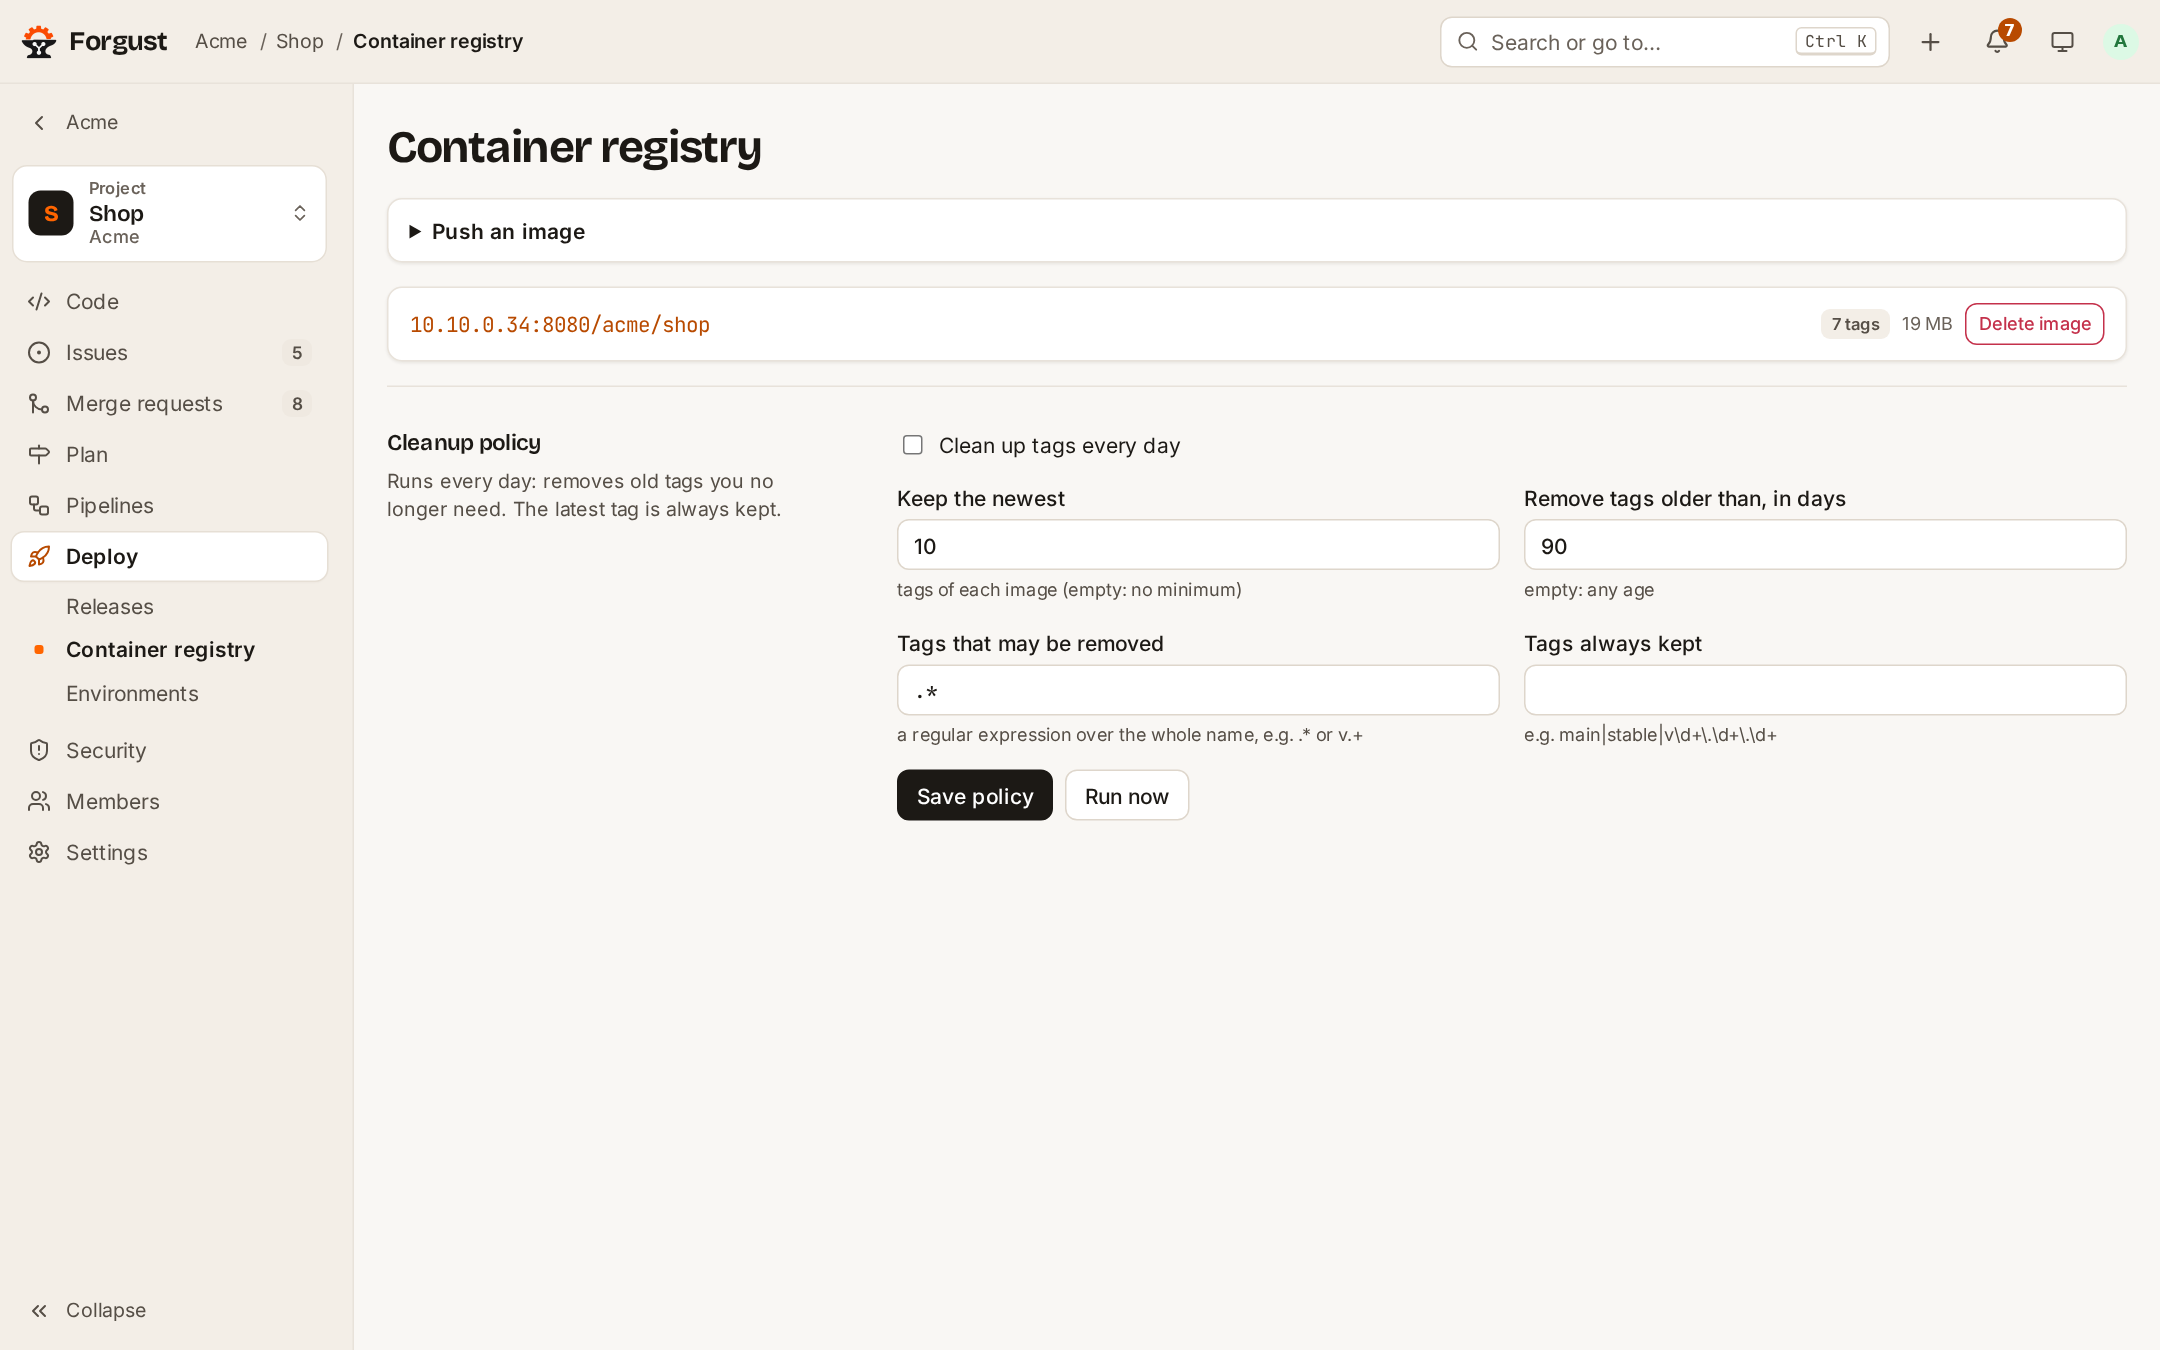 Forgust
Acme / Shop / Container registry
Search or go to...
Ctrl K
7
A
Acme
Project
S
Shop
Acme
Code
Issues 5
Merge requests 8
Plan
Pipelines
Deploy
Releases
Container registry
Environments
Security
Members
Settings
Collapse
Container registry
Push an image
10.10.0.34:8080/acme/shop
7 tags 19 MB Delete image
Cleanup policy
Runs every day: removes old tags you no
longer need. The latest tag is always kept.
Clean up tags every day
Keep the newest
10
tags of each image (empty: no minimum)
Remove tags older than, in days
90
empty: any age
Tags that may be removed
.*
a regular expression over the whole name, e.g. .* or v.+
Tags always kept
e.g. main|stable|v\d+\.\d+\.\d+
Save policy Run now